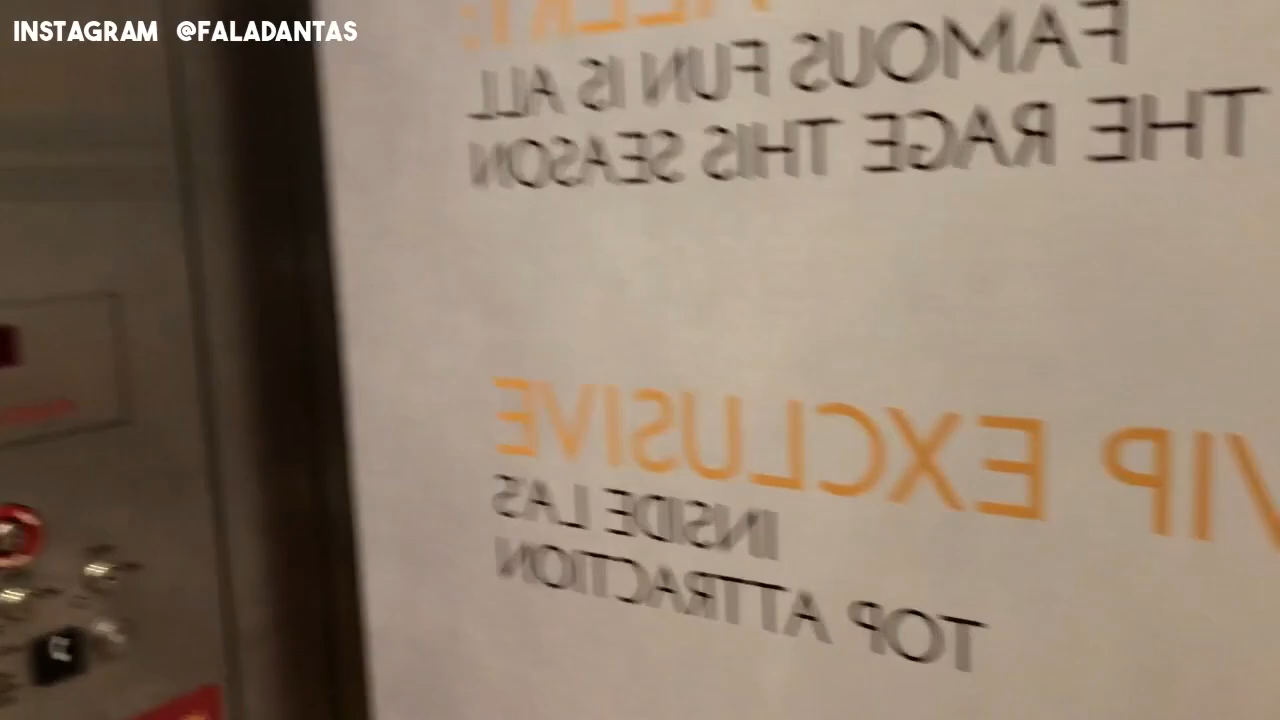 INSTAGRAM @FALADANTAS
FAMOUS FUN IS ALL
THE RAGE THIS SEASON
VIP EXCLUSIVE
INSIDE LAS
TOP ATTRACTION